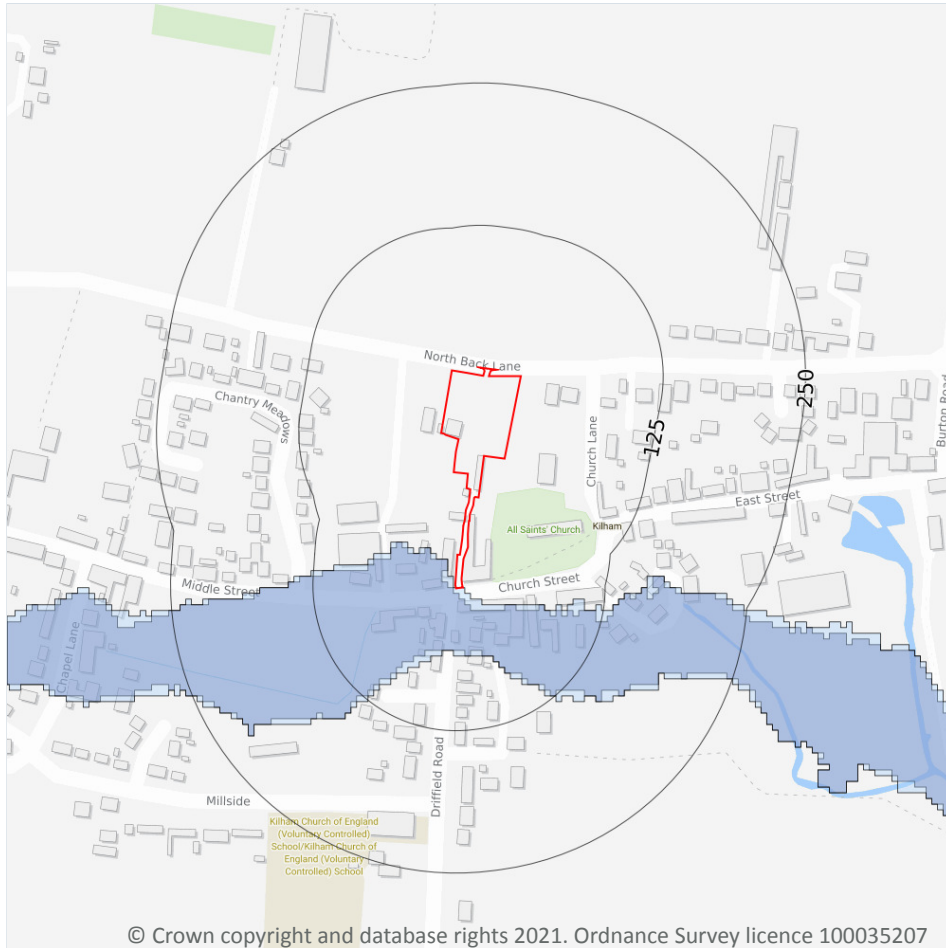 North Back Lane
250
Chantry Meadows
125
Church Lane
Burton Road
East Street
All Saints' Church
Kilham
Church Street
Middle Street
Chapel Lane
Driffield Road
Millside
Kilham Church of England
(Voluntary Controlled)
School/Kilham Church of
England (Voluntary
Controlled) School
© Crown copyright and database rights 2021. Ordnance Survey licence 100035207